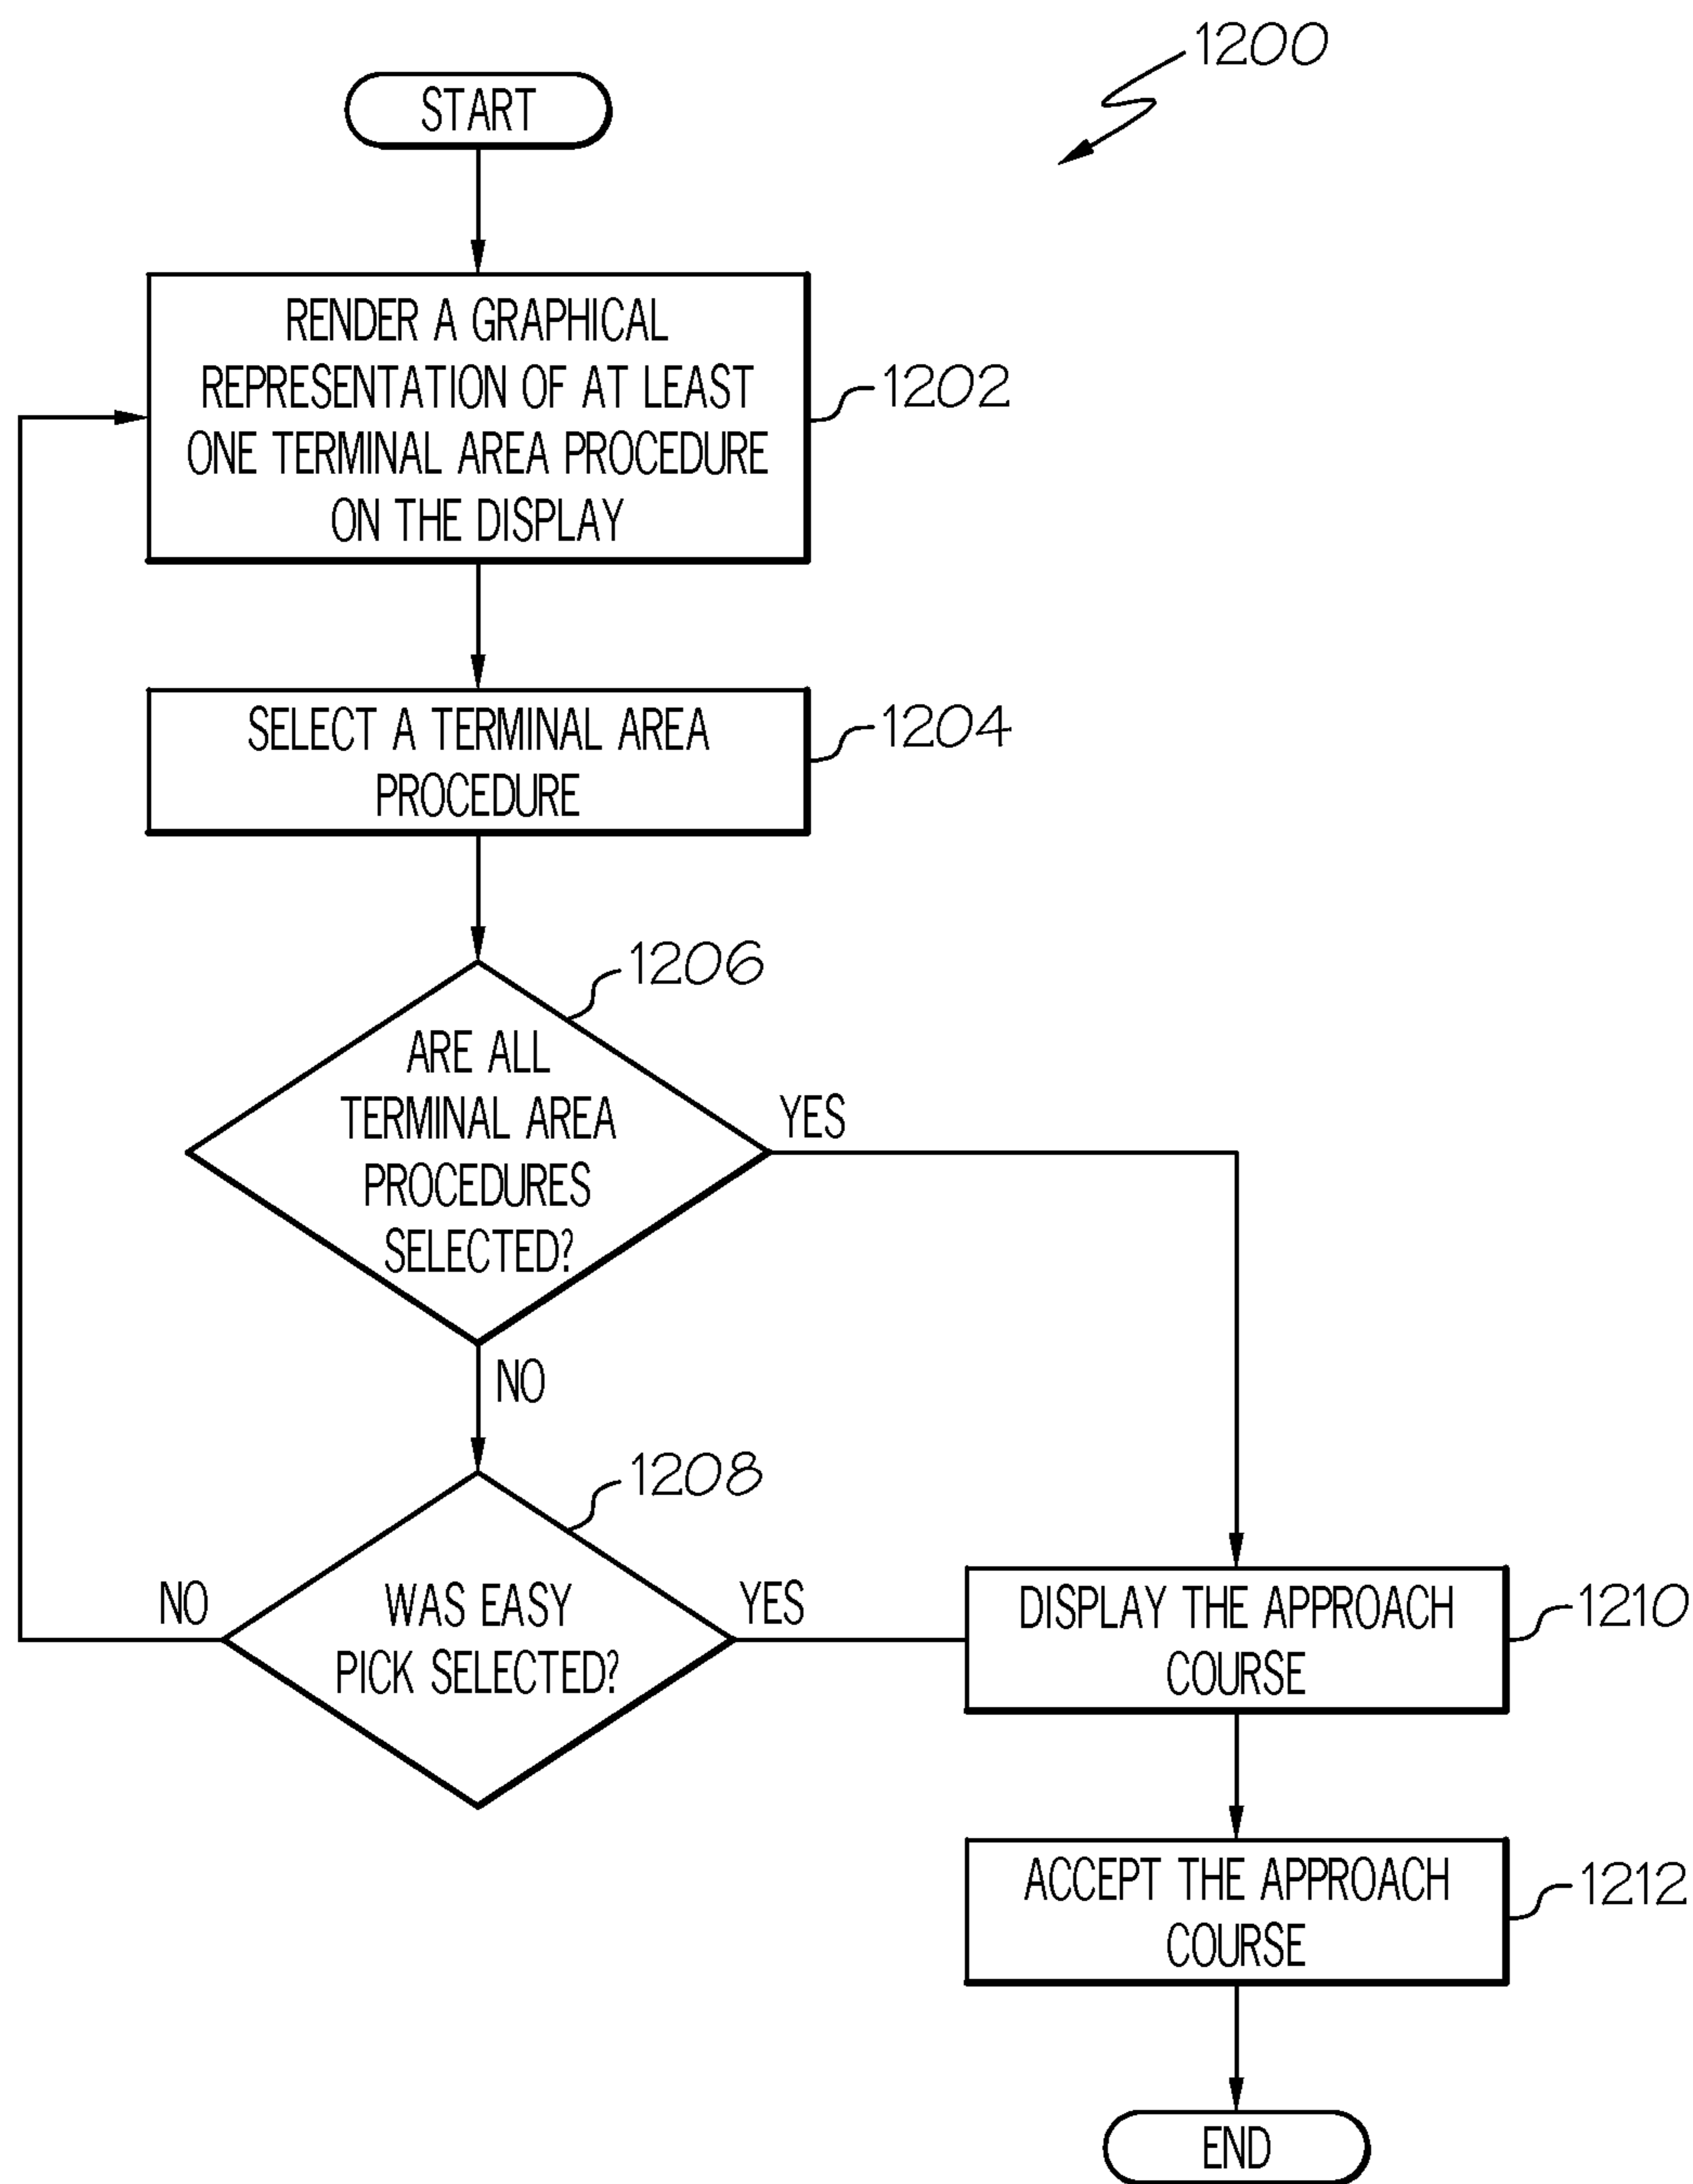 1200
START
RENDER A GRAPHICAL
REPRESENTATION OF AT LEAST
ONE TERMINAL AREA PROCEDURE
ON THE DISPLAY
1202
SELECT A TERMINAL AREA
PROCEDURE
1204
1206
ARE ALL
TERMINAL AREA
PROCEDURES
SELECTED?
YES
NO
1208
WAS EASY
PICK SELECTED?
NO
YES
DISPLAY THE APPROACH
COURSE
1210
ACCEPT THE APPROACH
COURSE
1212
END